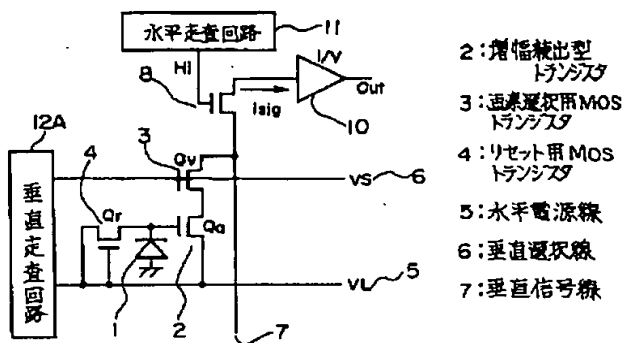 水平走査回路
11
Hi
8
I/V
Out
Isig
10
12A
垂直走査回路
4
3
Qv
VS
6
Qr
Qa
VL
5
1
2
7
2：増幅読出型
トランジスタ
3：画素選択用MOS
トランジスタ
4：リセット用MOS
トランジスタ
5：水平電源線
6：垂直選択線
7：垂直信号線